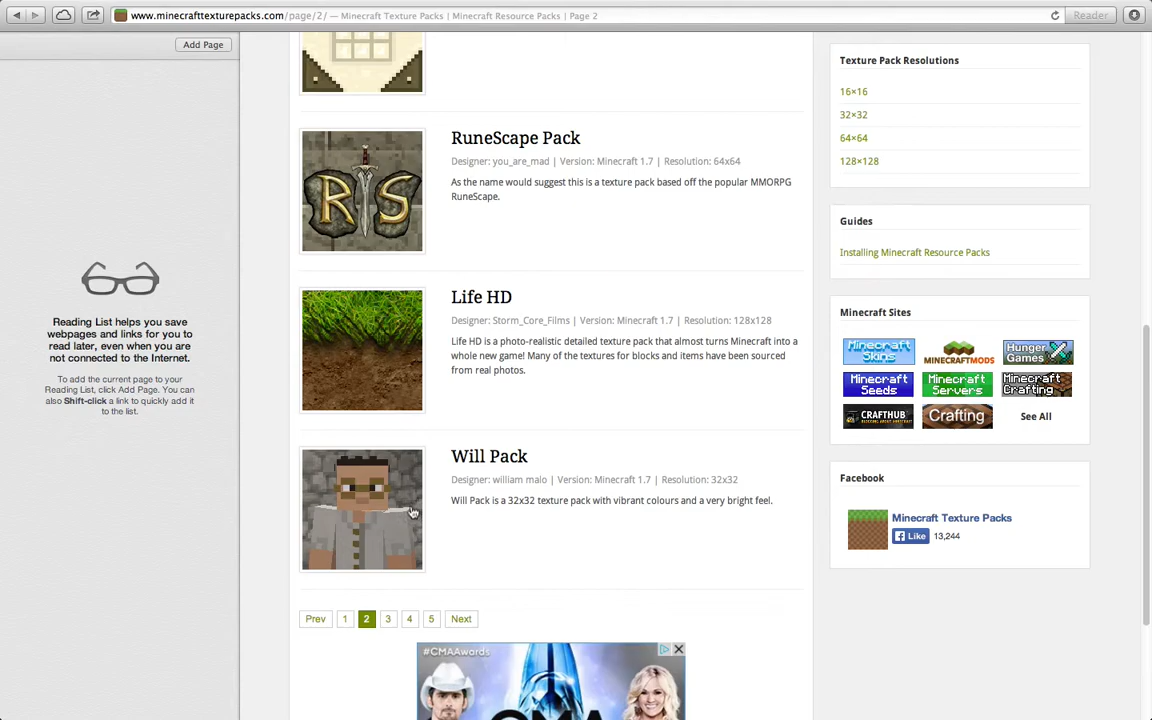 www.minecrafttexturepacks.com/page/2/ — Minecraft Texture Packs | Minecraft Resource Packs | Page 2
Reader
Add Page
Reading List helps you save
webpages and links for you to
read later, even when you are
not connected to the Internet.
To add the current page to your
Reading List, click Add Page. You can
also Shift-click a link to quickly add it
to the list.
RS
RuneScape Pack
Designer: you_are_mad | Version: Minecraft 1.7 | Resolution: 64x64
As the name would suggest this is a texture pack based off the popular MMORPG
RuneScape.
Life HD
Designer: Storm_Core_Films | Version: Minecraft 1.7 | Resolution: 128x128
Life HD is a photo-realistic detailed texture pack that almost turns Minecraft into a
whole new game! Many of the textures for blocks and items have been sourced
from real photos.
Will Pack
Designer: william malo | Version: Minecraft 1.7 | Resolution: 32x32
Will Pack is a 32x32 texture pack with vibrant colours and a very bright feel.
Prev 1 2 3 4 5 Next
#CMAAwords
CMA
Texture Pack Resolutions
16×16
32×32
64×64
128×128
Guides
Installing Minecraft Resource Packs
Minecraft Sites
Minecraft Skins
MINECRAFTMODS
Hunger Games
Minecraft Seeds
Minecraft Servers
Minecraft Crafting
CRAFTHUB
Crafting
See All
Facebook
Minecraft Texture Packs
Like 13,244